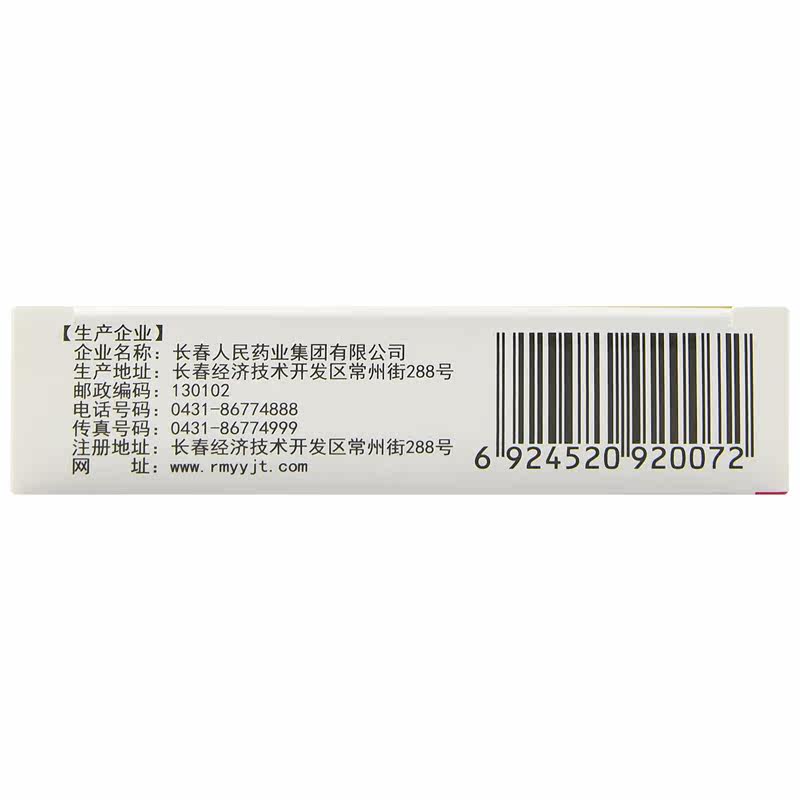 【生产企业】
企业名称：长春人民药业集团有限公司
生产地址：长春经济技术开发区常州街288号
邮政编码：130102
电话号码：0431-86774888
传真号码：0431-86774999
注册地址：长春经济技术开发区常州街288号
网 址：www.rmyyjt.com
6 924520 920072